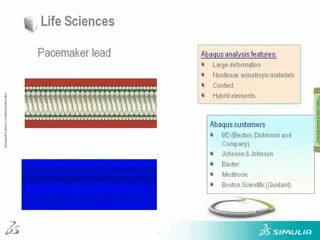 Life Sciences
Pacemaker lead
Abaqus analysis features:
Large deformation
Nonlinear, anisotropic materials
Contact
Hybrid elements
Abaqus customers
BD (Becton, Dickinson and
Company)
Johnson & Johnson
Baxter
Medtronic
Boston Scientific (Guidant)
SIMULIA